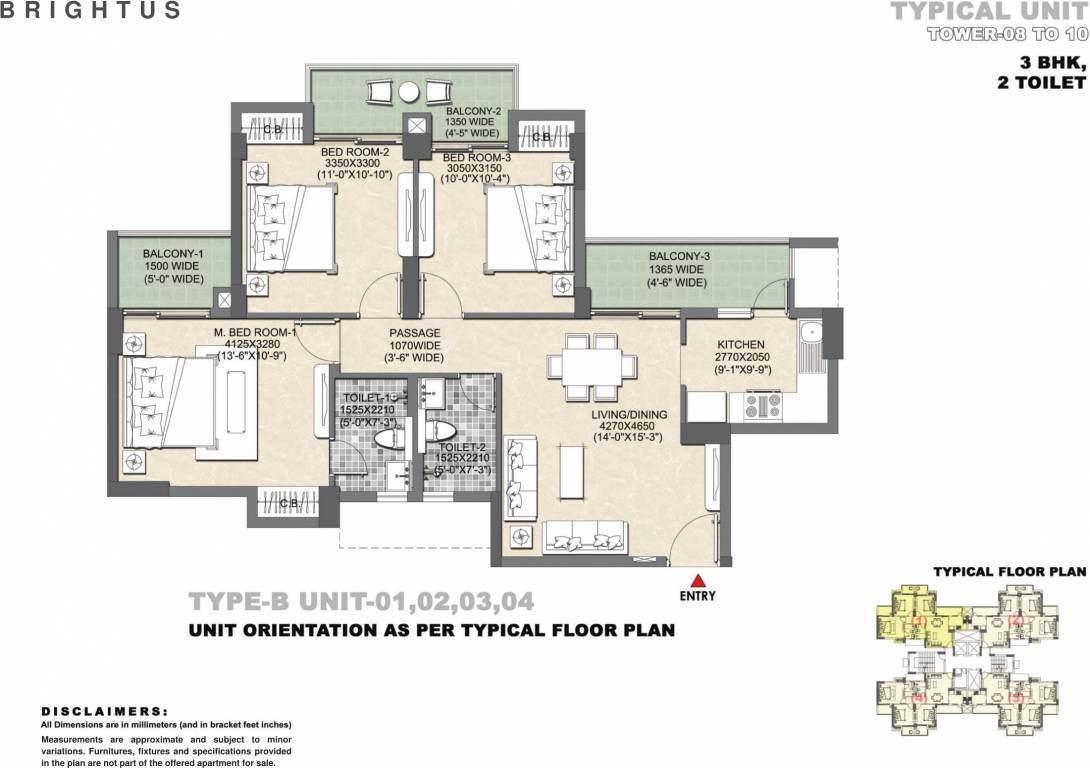 BRIGHTUS
TYPICAL UNIT
TOWER-08 TO 10
3 BHK,
2 TOILET
BALCONY-2
1350 WIDE
(4'-5" WIDE)
C.B.
C.B.
BED ROOM-2
3350X3300
(11'-0"X10'-10")
BED ROOM-3
3050X3150
(10'-0"X10'-4")
BALCONY-1
1500 WIDE
(5'-0" WIDE)
BALCONY-3
1365 WIDE
(4'-6" WIDE)
M. BED ROOM-1
4125X3280
(13'-6"X10'-9")
PASSAGE
1070WIDE
(3'-6" WIDE)
KITCHEN
2770X2050
(9'-1"X9'-9")
TOILET-1
1525X2210
(5'-0"X7'-3")
LIVING/DINING
4270X4650
(14'-0"X15'-3")
TOILET-2
1525X2210
(5'-0"X7'-3")
C.B.
ENTRY
TYPE-B UNIT-01,02,03,04
UNIT ORIENTATION AS PER TYPICAL FLOOR PLAN
TYPICAL FLOOR PLAN
(1)
(2)
(4)
(3)
DISCLAIMERS:
All Dimensions are in millimeters (and in bracket feet inches)
Measurements are approximate and subject to minor
variations. Furnitures, fixtures and specifications provided
in the plan are not part of the offered apartment for sale.